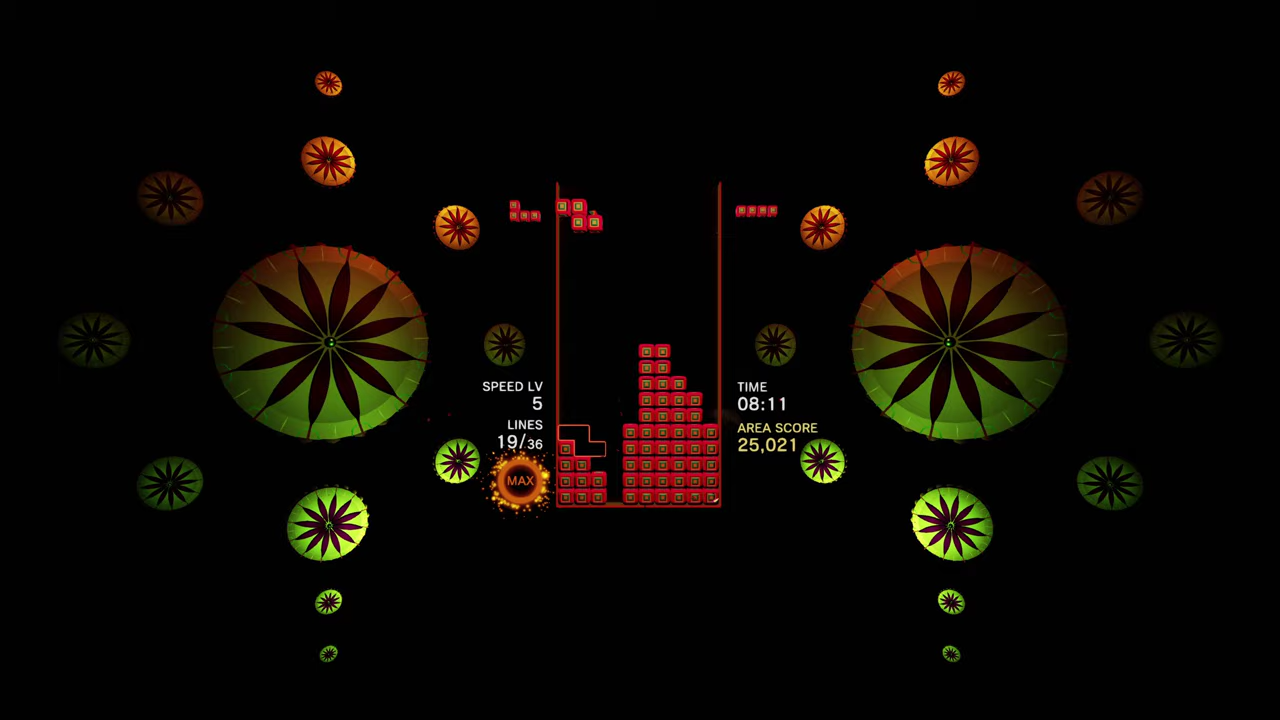 SPEED LV
5
LINES
19/36
MAX
TIME
08:11
AREA SCORE
25,021